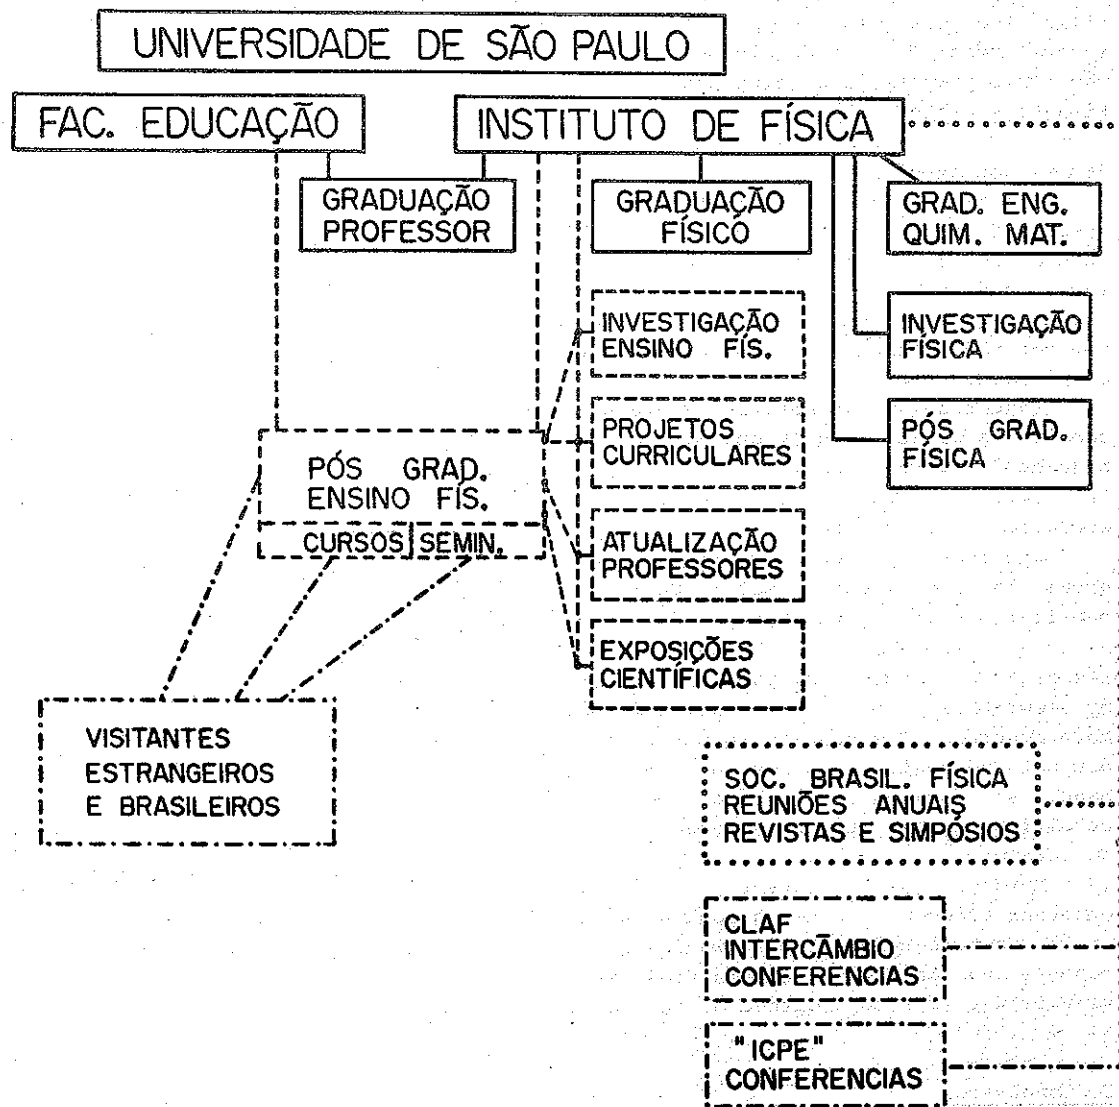 UNIVERSIDADE DE SÃO PAULO
FAC. EDUCAÇÃO
INSTITUTO DE FÍSICA
GRADUAÇÃO
PROFESSOR
GRADUAÇÃO
FÍSICO
GRAD. ENG.
QUIM. MAT.
INVESTIGAÇÃO
ENSINO FÍS.
INVESTIGAÇÃO
FÍSICA
PROJETOS
CURRICULARES
PÓS GRAD.
FÍSICA
PÓS GRAD.
ENSINO FÍS.
CURSOS SEMIN.
ATUALIZAÇÃO
PROFESSORES
EXPOSIÇÕES
CIENTÍFICAS
VISITANTES
ESTRANGEIROS
E BRASILEIROS
SOC. BRASIL. FÍSICA
REUNIÕES ANUAIS
REVISTAS E SIMPÓSIOS
CLAF
INTERCÂMBIO
CONFERENCIAS
"ICPE"
CONFERENCIAS